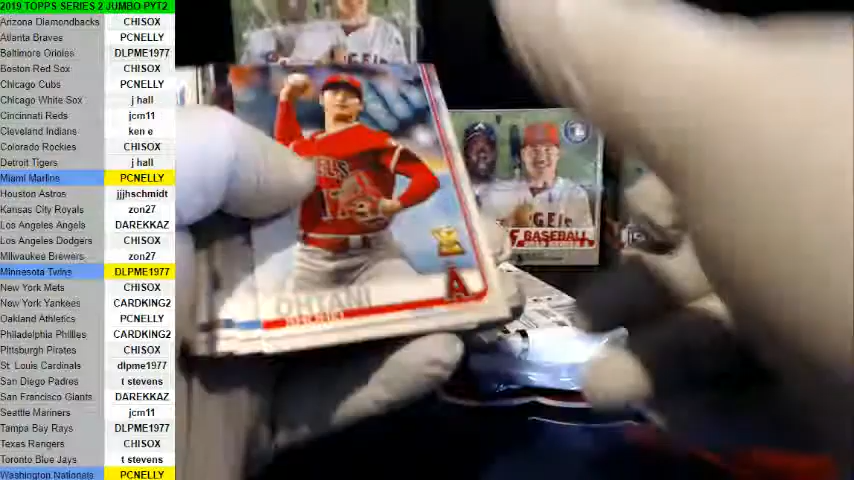 2019 TOPPS SERIES 2 JUMBO PYT2
Arizona Diamondbacks CHISOX
Atlanta Braves PCNELLY
Baltimore Orioles DLPME1977
Boston Red Sox CHISOX
Chicago Cubs PCNELLY
Chicago White Sox j hall
Cincinnati Reds jcm11
Cleveland Indians ken e
Colorado Rockies CHISOX
Detroit Tigers j hall
Miami Marlins PCNELLY
Houston Astros jjjhschmidt
Kansas City Royals zon27
Los Angeles Angels DAREKKAZ
Los Angeles Dodgers CHISOX
Milwaukee Brewers zon27
Minnesota Twins DLPME1977
New York Mets CHISOX
New York Yankees CARDKING2
Oakland Athletics PCNELLY
Philadelphia Phillies CARDKING2
Pittsburgh Pirates CHISOX
St. Louis Cardinals dlpme1977
San Diego Padres t stevens
San Francisco Giants DAREKKAZ
Seattle Mariners jcm11
Tampa Bay Rays DLPME1977
Texas Rangers CHISOX
Toronto Blue Jays t stevens
Washington Nationals PCNELLY
ELS
17
OHTANI
SHOHEI
A
GEL
BASEBALL